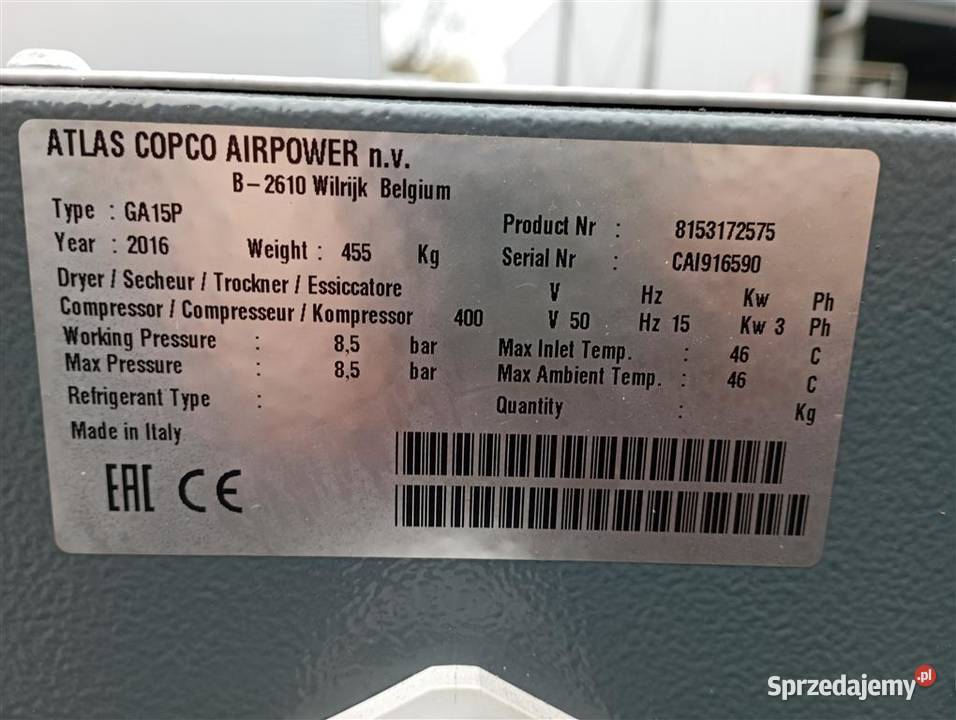 ATLAS COPCO AIRPOWER n.v.
B-2610 Wilrijk Belgium
Type : GA15P
Year : 2016 Weight : 455 Kg
Product Nr : 8153172575
Serial Nr : CAI916590
Dryer / Secheur / Trockner / Essiccatore V Hz Kw Ph
Compressor / Compresseur / Kompressor 400 V 50 Hz 15 Kw 3 Ph
Working Pressure : 8,5 bar Max Inlet Temp. : 46 C
Max Pressure : 8,5 bar Max Ambient Temp. : 46 C
Refrigerant Type : Quantity : Kg
Made in Italy
EAC CE
Sprzedajemy.pl